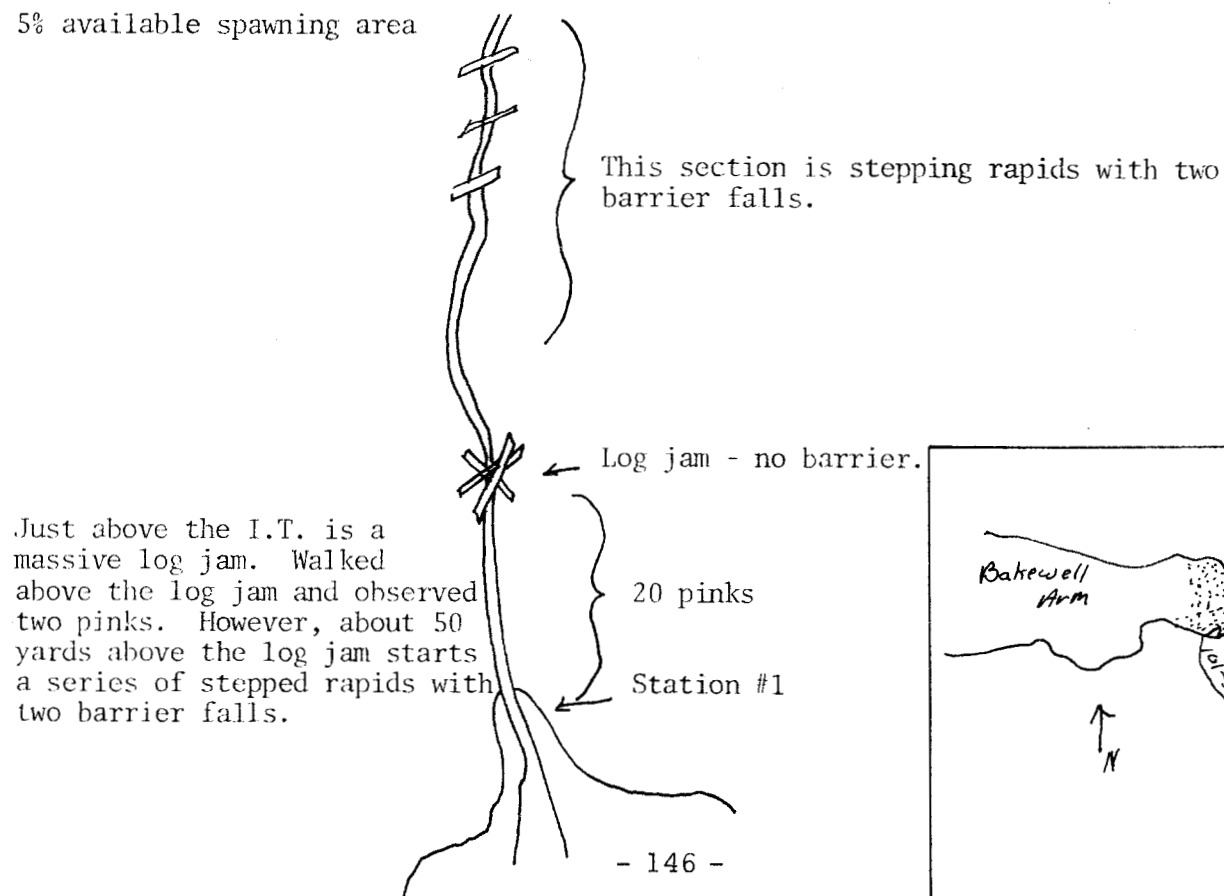 5% available spawning area
This section is stepping rapids with two
barrier falls.
Log jam - no barrier.
Just above the I.T. is a
massive log jam. Walked
above the log jam and observed
two pinks. However, about 50
yards above the log jam starts
a series of stepped rapids with
two barrier falls.
20 pinks
Station #1
Bakewell
Arm
N
- 146 -